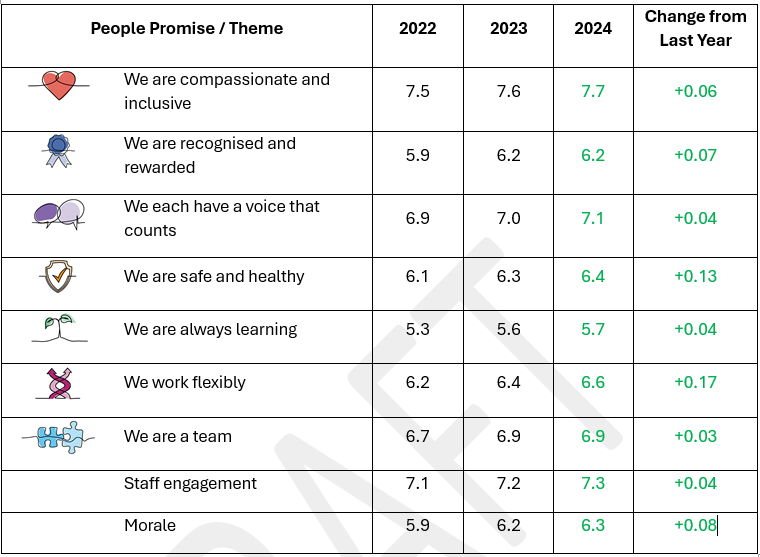 People Promise / Theme 2022 2023 2024 Change from
Last Year
We are compassionate and
inclusive 7.5 7.6 7.7 +0.06
We are recognised and
rewarded 5.9 6.2 6.2 +0.07
We each have a voice that
counts 6.9 7.0 7.1 +0.04
We are safe and healthy 6.1 6.3 6.4 +0.13
We are always learning 5.3 5.6 5.7 +0.04
We work flexibly 6.2 6.4 6.6 +0.17
We are a team 6.7 6.9 6.9 +0.03
Staff engagement 7.1 7.2 7.3 +0.04
Morale 5.9 6.2 6.3 +0.08
DRAFT